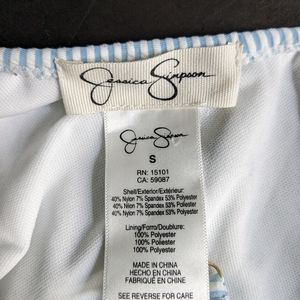 Jessica Simpson
Jessica Simpson
S
RN: 15101
CA: 59087
Shell/Exterior/Extérieur:
40% Nylon 7% Spandex 53% Polyester
40% Nylon 7% Spandex 53% Polyester
40% Nylon 7% Spandex 53% Polyester
Lining/Forro/Doublure:
100% Polyester
100% Polyester
100% Polyester
MADE IN CHINA
HECHO EN CHINA
FABRIQUÉ EN CHINE
SEE REVERSE FOR CARE